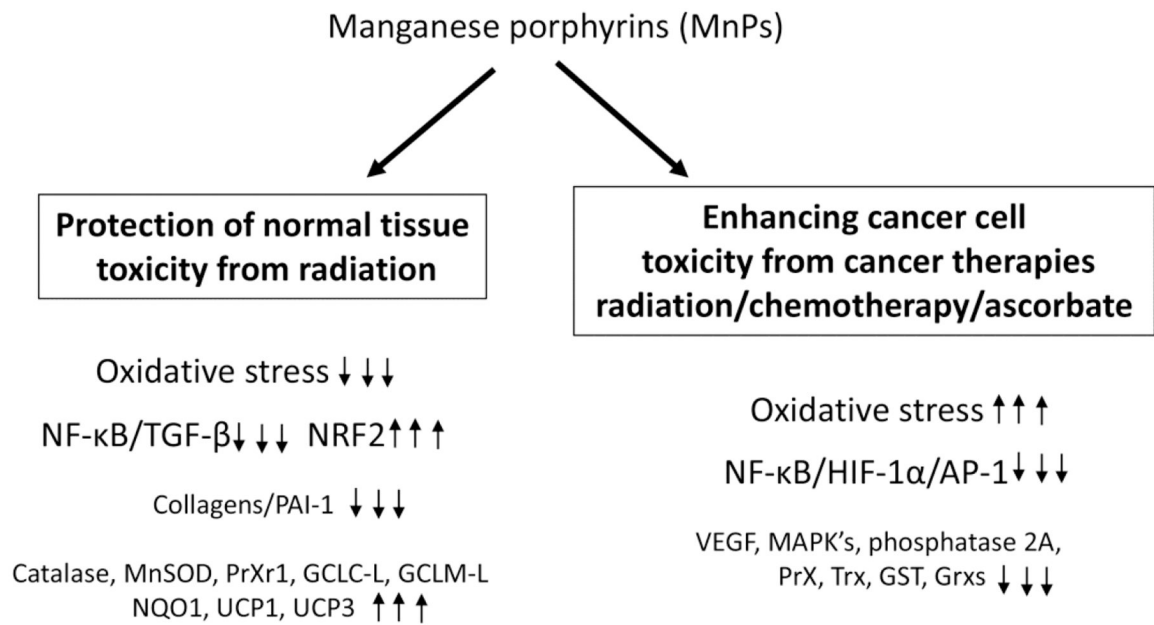 Manganese porphyrins (MnPs)
Protection of normal tissue
toxicity from radiation
Oxidative stress ↓ ↓ ↓
NF-κB/TGF-β↓ ↓ ↓ NRF2↑ ↑ ↑
Collagens/PAI-1 ↓ ↓ ↓
Catalase, MnSOD, PrXr1, GCLC-L, GCLM-L
NQO1, UCP1, UCP3 ↑ ↑ ↑
Enhancing cancer cell
toxicity from cancer therapies
radiation/chemotherapy/ascorbate
Oxidative stress ↑ ↑ ↑
NF-κB/HIF-1α/AP-1 ↓ ↓ ↓
VEGF, MAPK’s, phosphatase 2A,
PrX, Trx, GST, Grxs ↓ ↓ ↓